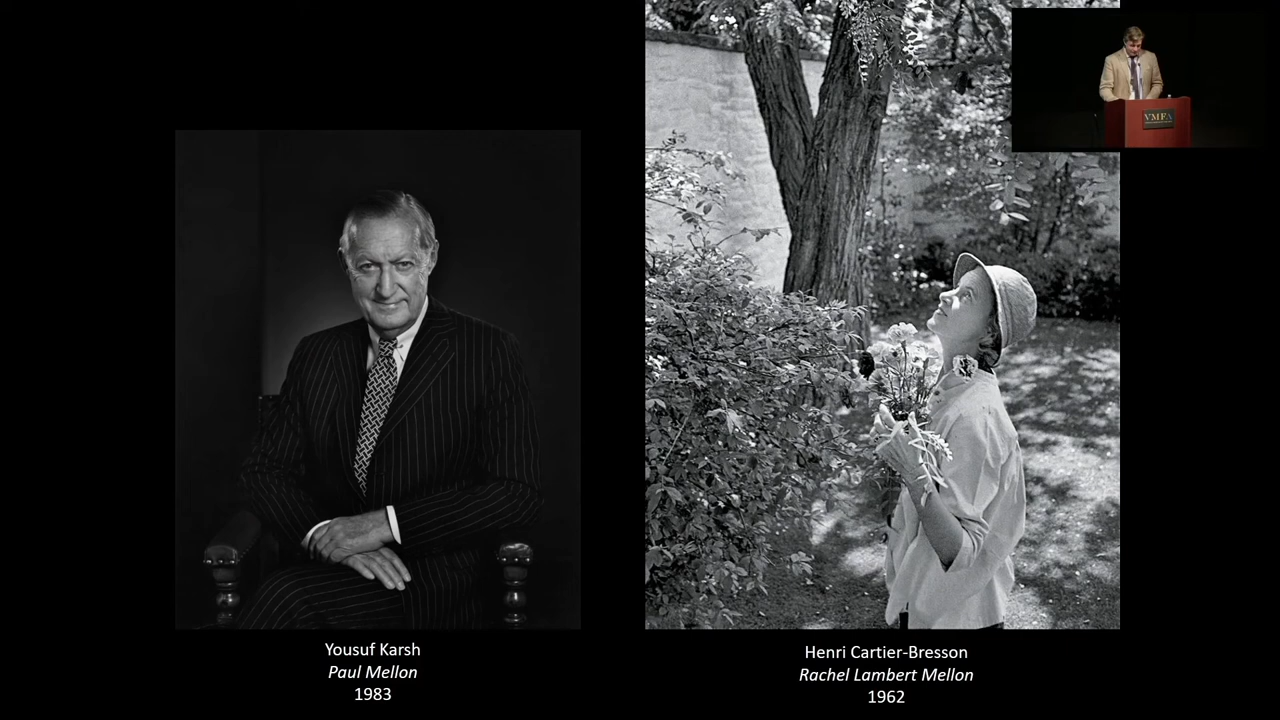 VMFA
Yousuf Karsh
Paul Mellon
1983
Henri Cartier-Bresson
Rachel Lambert Mellon
1962